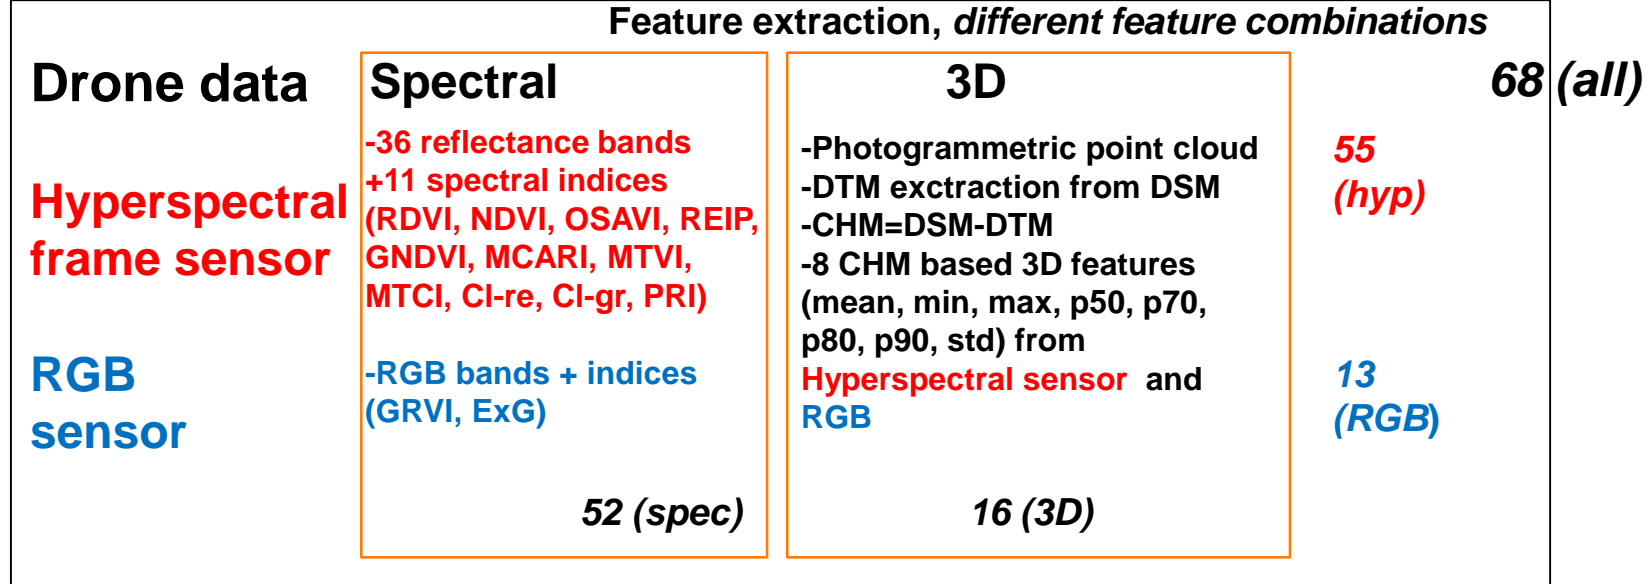 Feature extraction, different feature combinations
Drone data
Spectral
3D
68 (all)
Hyperspectral
frame sensor
-36 reflectance bands
+11 spectral indices
(RDVI, NDVI, OSAVI, REIP,
GNDVI, MCARI, MTVI,
MTCI, CI-re, CI-gr, PRI)
-Photogrammetric point cloud
-DTM exctraction from DSM
-CHM=DSM-DTM
-8 CHM based 3D features
(mean, min, max, p50, p70,
p80, p90, std) from
Hyperspectral sensor and
RGB
55
(hyp)
RGB
sensor
-RGB bands + indices
(GRVI, ExG)
13
(RGB)
52 (spec)
16 (3D)